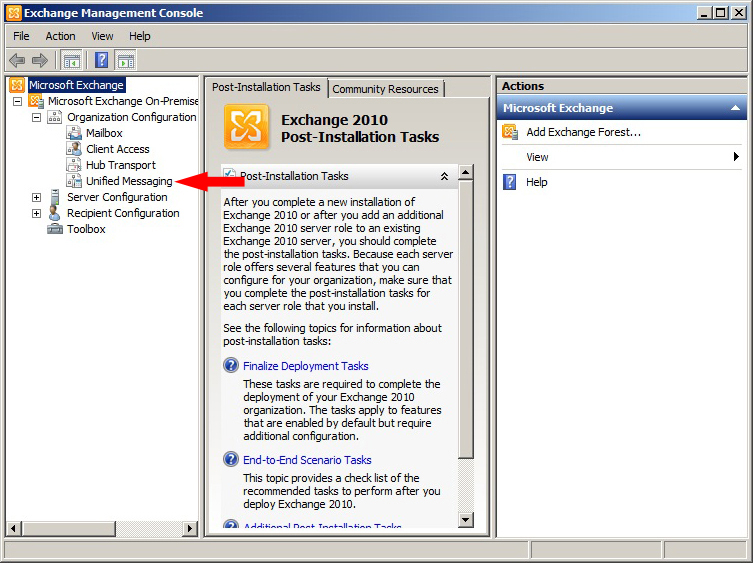 Exchange Management Console
File Action View Help
Microsoft Exchange
Microsoft Exchange On-Premise
Organization Configuration
Mailbox
Client Access
Hub Transport
Unified Messaging
Server Configuration
Recipient Configuration
Toolbox
Post-Installation Tasks
Community Resources
Exchange 2010
Post-Installation Tasks
Post-Installation Tasks
After you complete a new installation of
Exchange 2010 or after you add an additional
Exchange 2010 server role to an existing
Exchange 2010 server, you should complete
the post-installation tasks. Because each server
role offers several features that you can
configure for your organization, make sure that
you complete the post-installation tasks for
each server role that you install.
See the following topics for information about
post-installation tasks:
Finalize Deployment Tasks
These tasks are required to complete the
deployment of your Exchange 2010
organization. The tasks apply to features
that are enabled by default but require
additional configuration.
End-to-End Scenario Tasks
This topic provides a check list of the
recommended tasks to perform after you
deploy Exchange 2010.
Additional Post-Installation Tasks
Actions
Microsoft Exchange
Add Exchange Forest...
View
Help